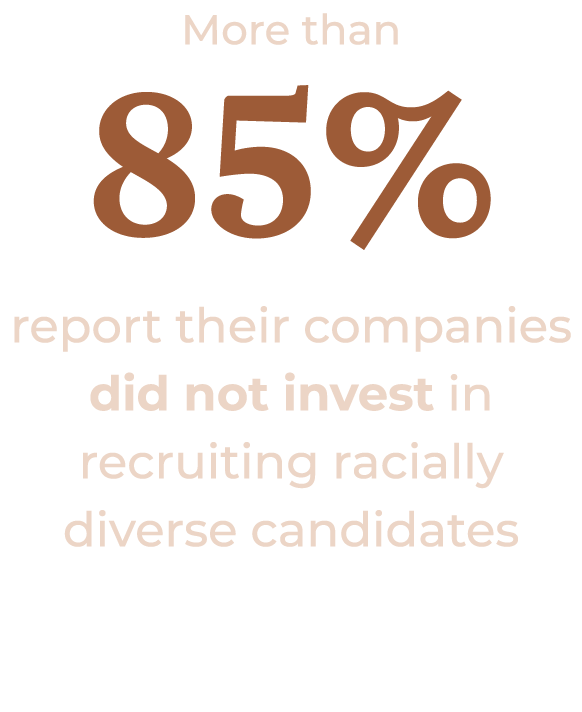 More than
85%
report their companies
did not invest in
recruiting racially
diverse candidates